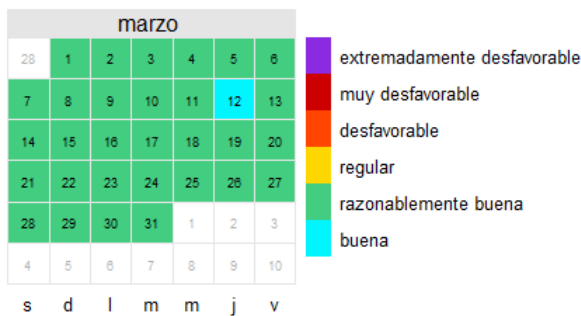 marzo
28 1 2 3 4 5 6
7 8 9 10 11 12 13
14 15 16 17 18 19 20
21 22 23 24 25 26 27
28 29 30 31 1 2 3
4 5 6 7 8 9 10
s d l m m j v
extremadamente desfavorable
muy desfavorable
desfavorable
regular
razonablemente buena
buena